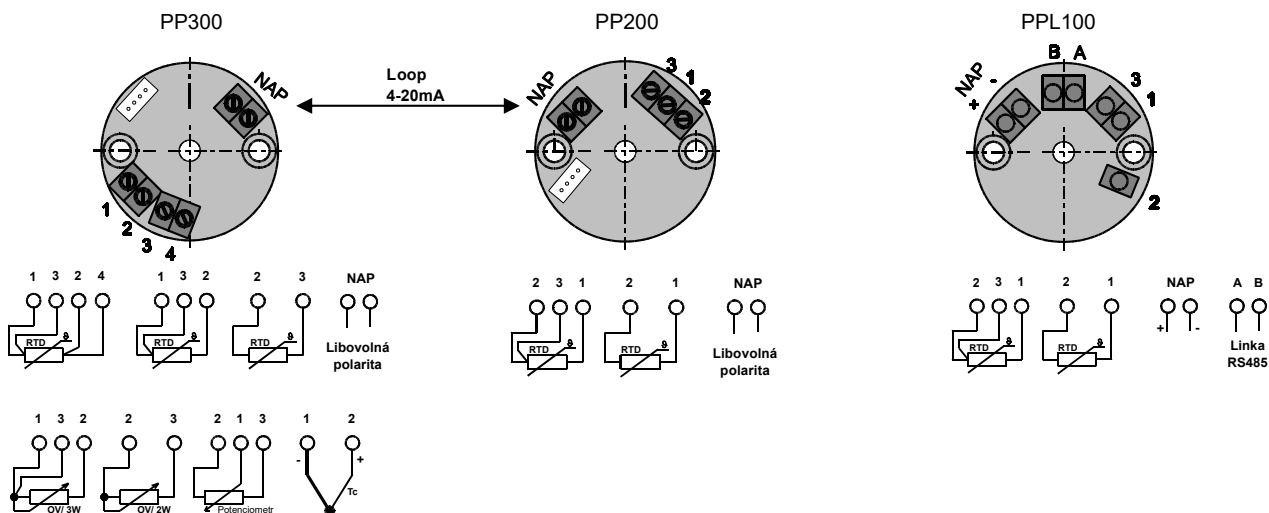 PP300
PP200
PPL100
NAP
Loop
4-20mA
NAP
3
1
2
B A
NAP
- +
3
1
2
1
2
3
4
1 3 2 4
1 3 2
2 3
NAP
2 3 1
2 1
NAP
2 3 1
2 1
NAP
A B
RTD ϑ
RTD ϑ
RTD ϑ
Libovolná
polarita
RTD ϑ
RTD ϑ
Libovolná
polarita
RTD ϑ
RTD ϑ
+ -
Linka
RS485
1 3 2
2 3
2 1 3
1 2
- +
Tc
OV/ 3W
OV/ 2W
Potenciometr